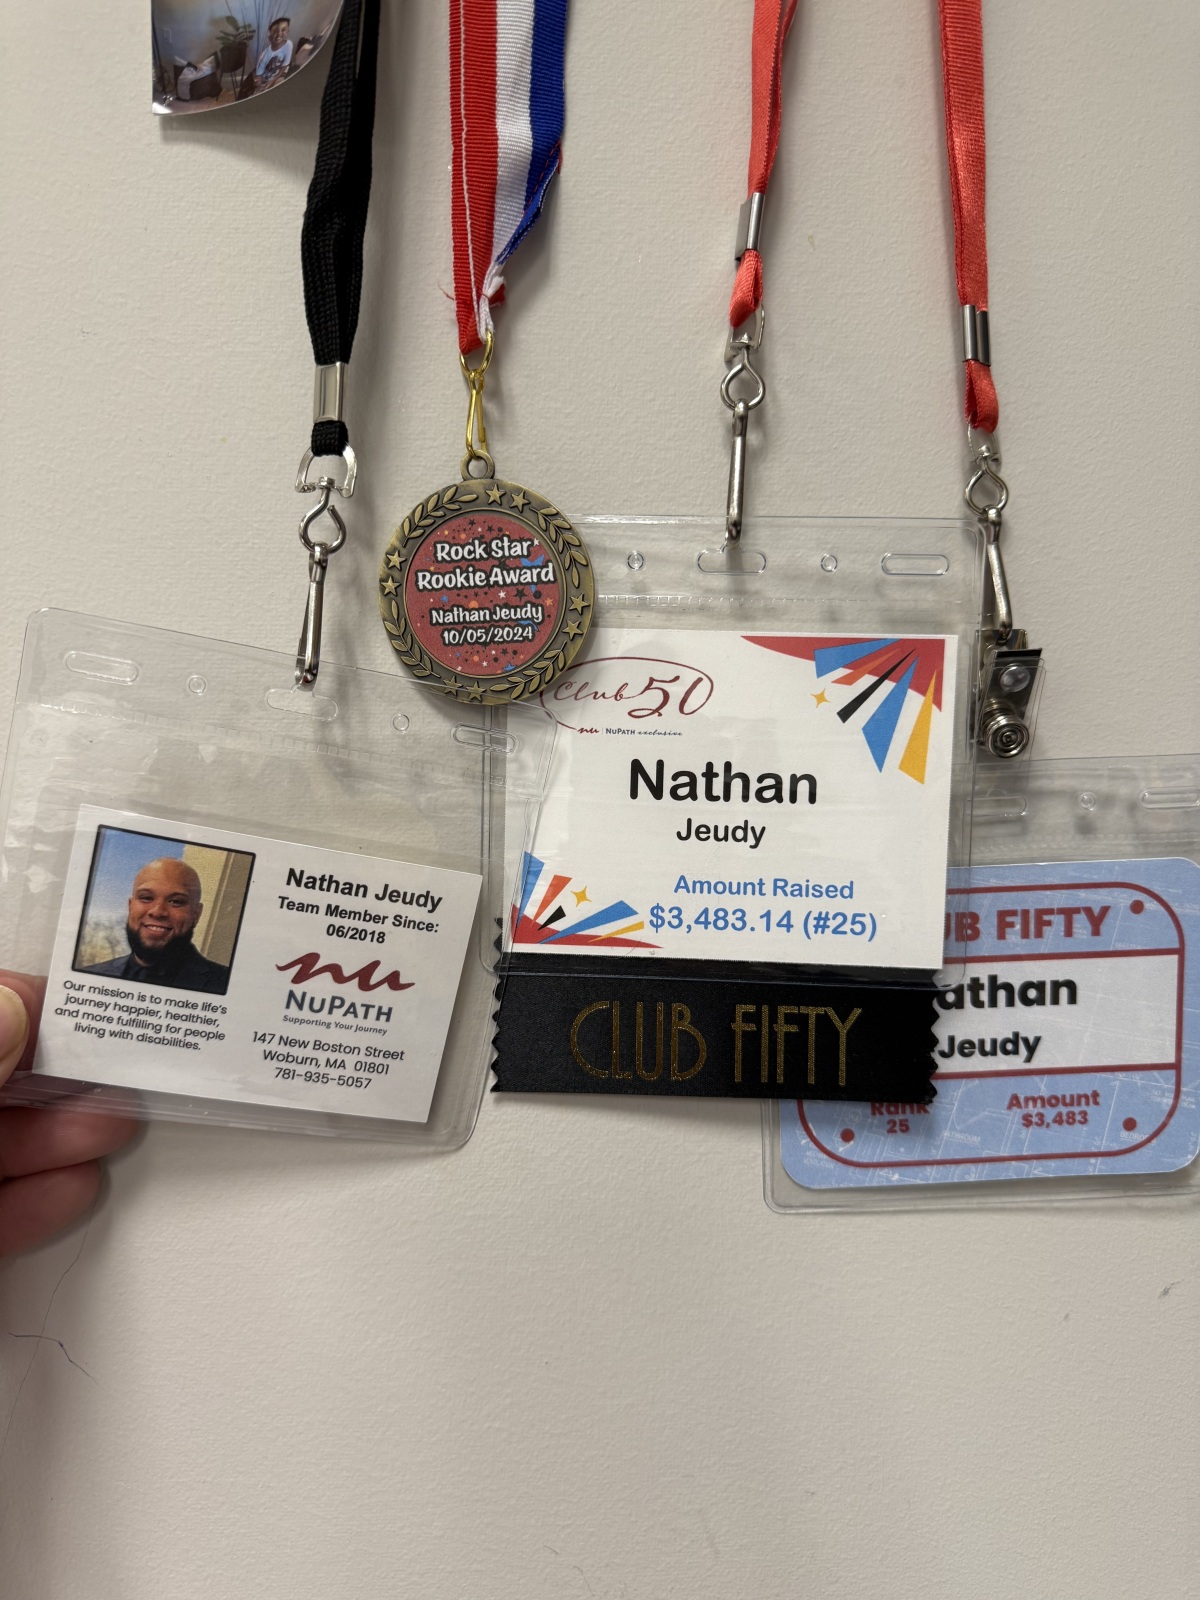 Rock Star
Rookie Award
Nathan Jeudy
10/05/2024
Nathan Jeudy
Team Member Since:
06/2018
nu
NUPATH
Supporting Your Journey
147 New Boston Street
Woburn, MA 01801
781-935-5057
Our mission is to make life's
journey happier, healthier,
and more fulfilling for people
living with disabilities.
Club 50
nu | NUPATH exclusive
Nathan
Jeudy
Amount Raised
$3,483.14 (#25)
CLUB FIFTY
UB FIFTY
athan
Jeudy
Rank
25
Amount
$3,483